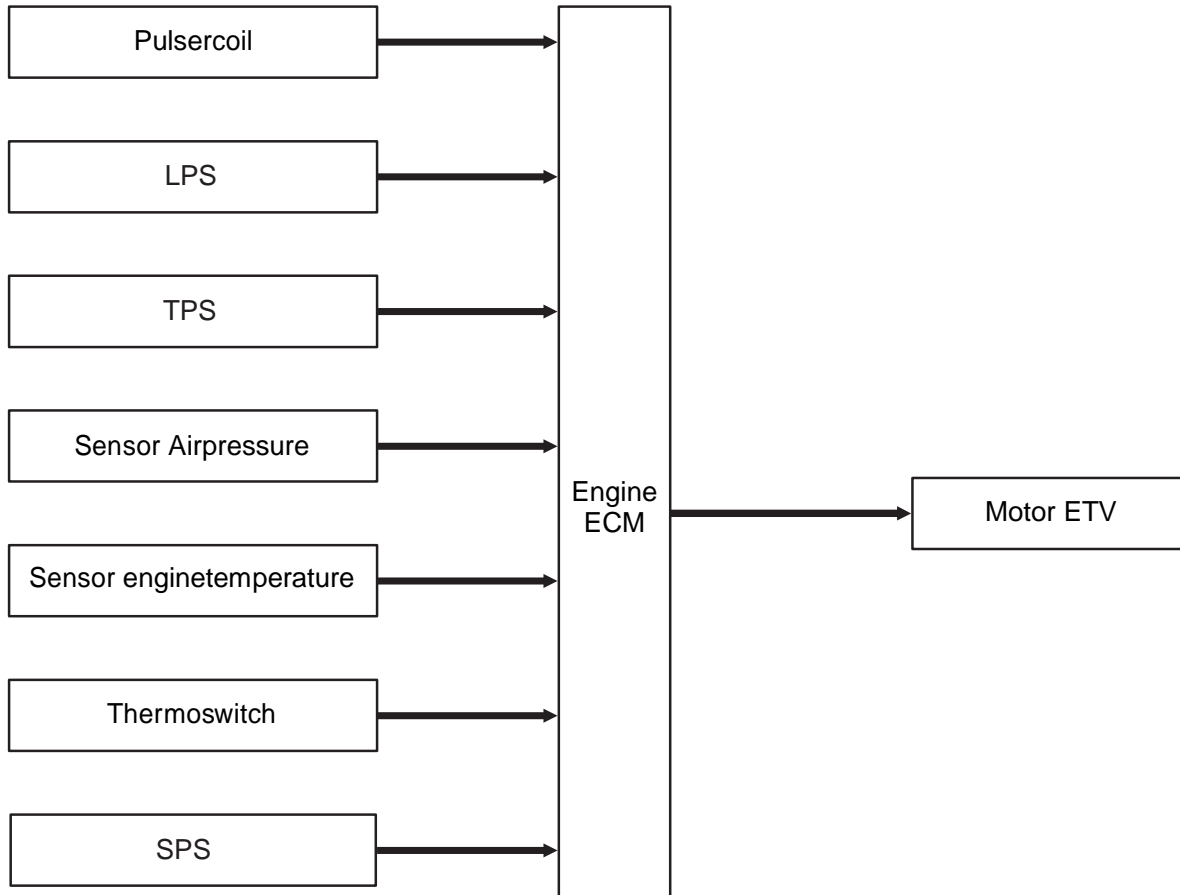 Pulsercoil
LPS
TPS
Sensor Airpressure
Sensor enginetemperature
Thermoswitch
SPS
Engine
ECM
Motor ETV